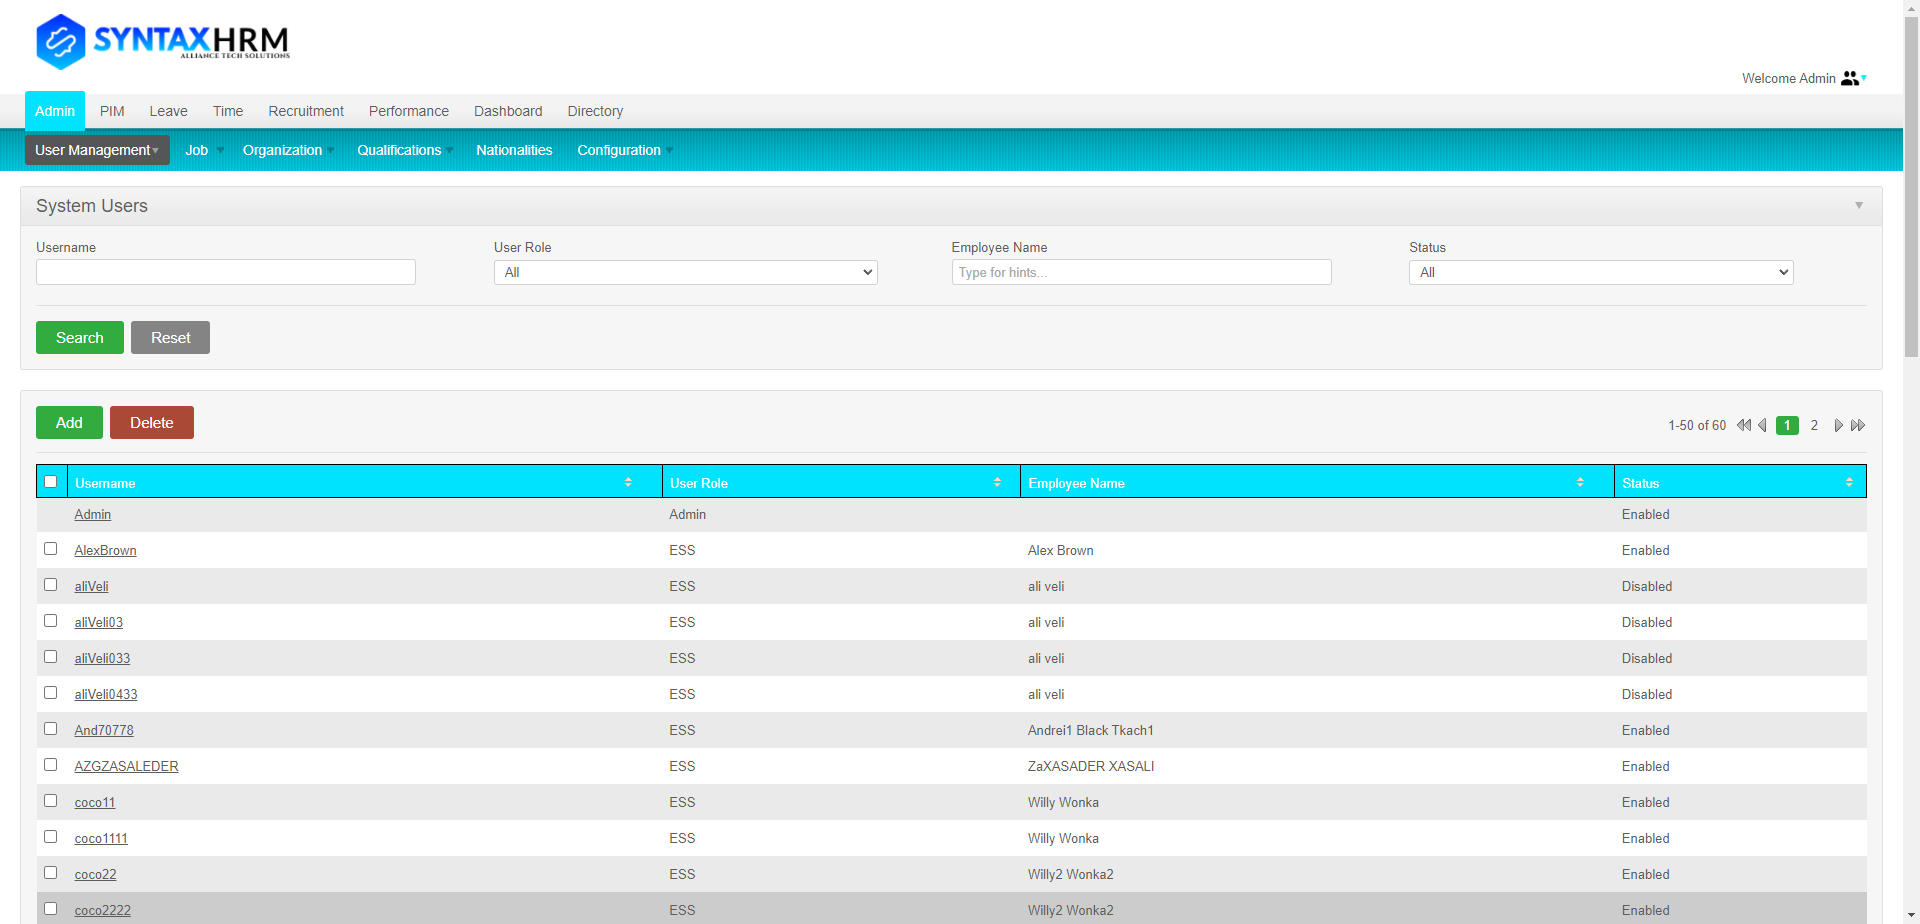 SYNTAXHRM
ALLIANCE TECH SOLUTIONS
Welcome Admin
Admin PIM Leave Time Recruitment Performance Dashboard Directory
User Management Job Organization Qualifications Nationalities Configuration
System Users
Username User Role Employee Name Status
All Type for hints... All
Search Reset
Add Delete 1-50 of 60 1 2
Username User Role Employee Name Status
Admin Admin Enabled
AlexBrown ESS Alex Brown Enabled
aliVeli ESS ali veli Disabled
aliVeli03 ESS ali veli Disabled
aliVeli033 ESS ali veli Disabled
aliVeli0433 ESS ali veli Disabled
And70778 ESS Andrei1 Black Tkach1 Enabled
AZGZASALEDER ESS ZaXASADER XASALI Enabled
coco11 ESS Willy Wonka Enabled
coco1111 ESS Willy Wonka Enabled
coco22 ESS Willy2 Wonka2 Enabled
coco2222 ESS Willy2 Wonka2 Enabled